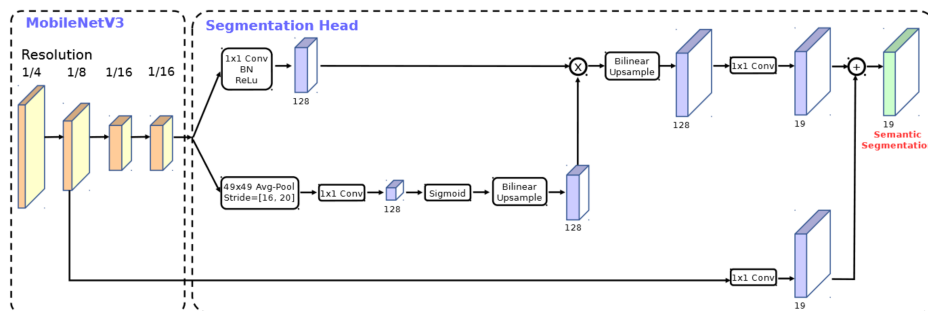 MobileNetV3
Segmentation Head
Resolution
1/4 1/8 1/16 1/16
1x1 Conv
BN
ReLu
128
X
Bilinear
Upsample
128
1x1 Conv
19
+
19
Semantic
Segmentation
49x49 Avg-Pool
Stride=[16, 20]
1x1 Conv
128
Sigmoid
Bilinear
Upsample
128
1x1 Conv
19